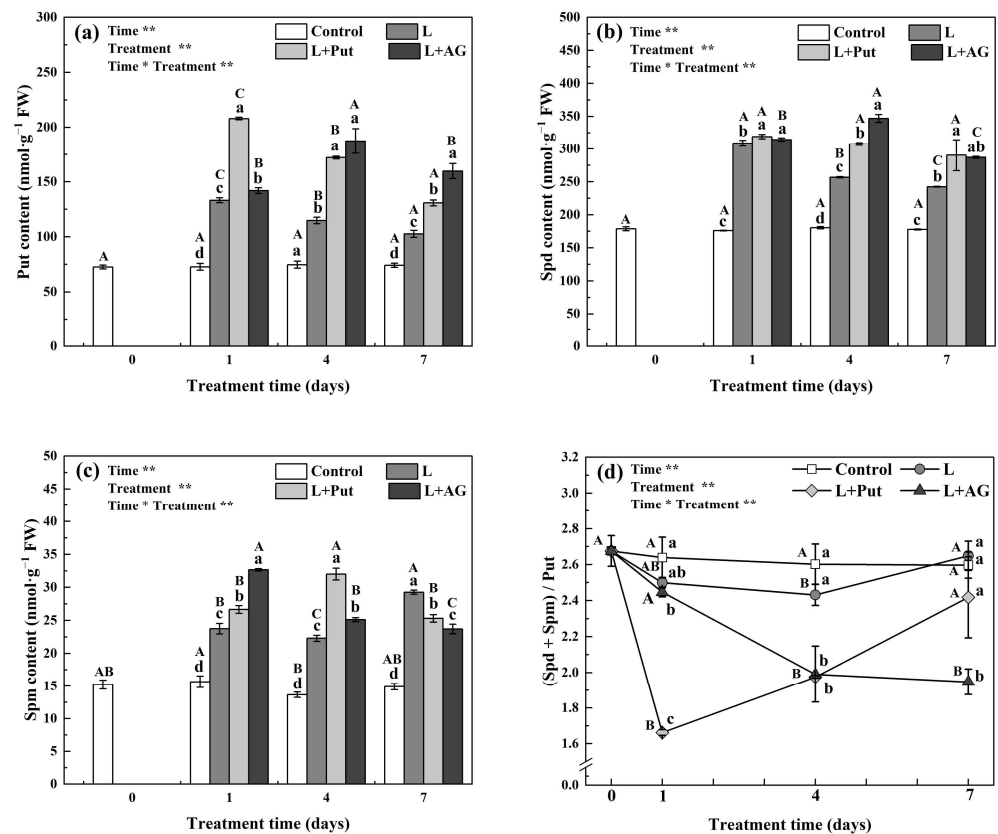 (a)
Time **
Treatment **
Time * Treatment **
Control
L
L+Put
L+AG
Put content (nmol·g⁻¹ FW)
300
250
200
150
100
50
0
A
A
d
C
c
C
a
B
b
A
a
B
b
B
a
A
a
A
d
A
c
A
b
B
a
0 1 4 7
Treatment time (days)
(b)
Time **
Treatment **
Time * Treatment **
Control
L
L+Put
L+AG
Spd content (nmol·g⁻¹ FW)
500
450
400
350
300
250
200
150
100
50
0
A
A
c
A
b
A
a
B
a
A
d
B
c
A
b
A
a
A
c
C
b
A
a
C
ab
0 1 4 7
Treatment time (days)
(c)
Time **
Treatment **
Time * Treatment **
Control
L
L+Put
L+AG
Spm content (nmol·g⁻¹ FW)
50
45
40
35
30
25
20
15
10
5
0
AB
A
d
B
c
B
b
A
a
B
d
C
c
A
a
B
b
AB
d
A
a
B
b
C
c
0 1 4 7
Treatment time (days)
(d)
Time **
Treatment **
Time * Treatment **
Control
L
L+Put
L+AG
(Spd + Spm) / Put
3.2
3.0
2.8
2.6
2.4
2.2
2.0
1.8
1.6
0.0
A
A a
AB ab
A b
B c
A a
B a
B b
b
A a
A a
A a
B b
0 1 4 7
Treatment time (days)